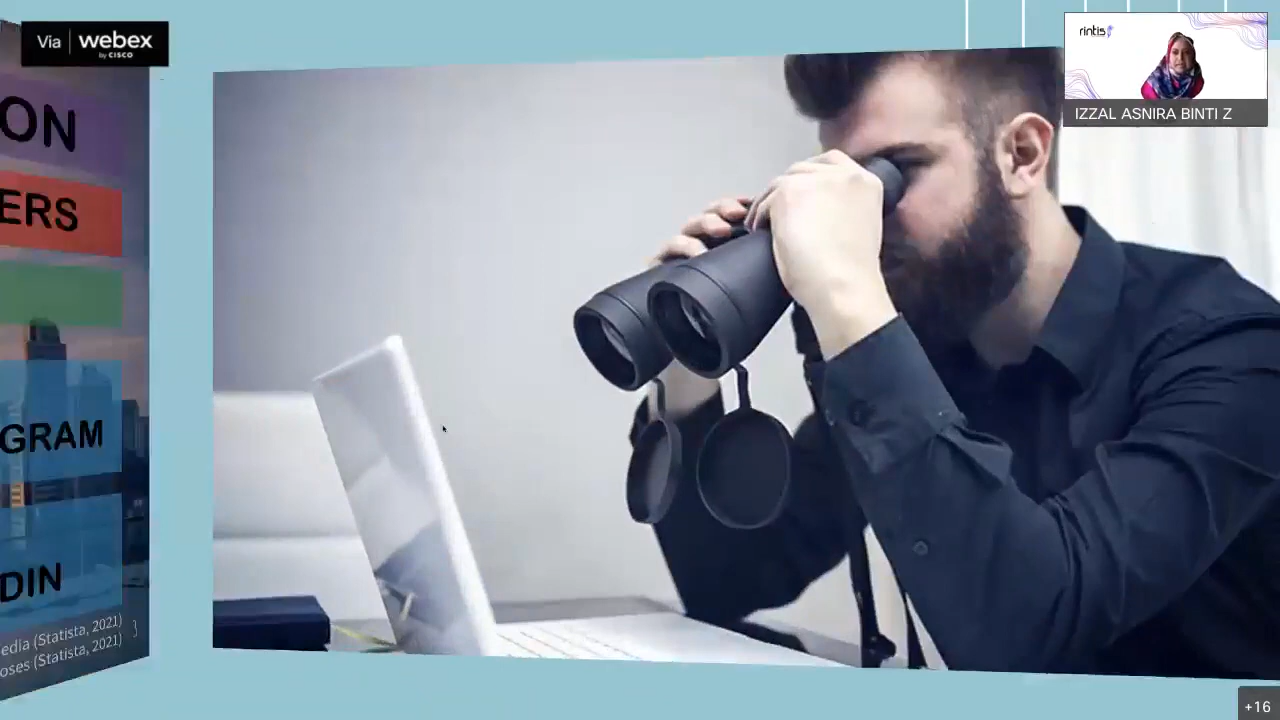 Via webex
by CISCO
ON
ERS
GRAM
DIN
edia (Statista, 2021) }
oses (Statista, 2021)
rintis
IZZAL ASNIRA BINTI Z
+16